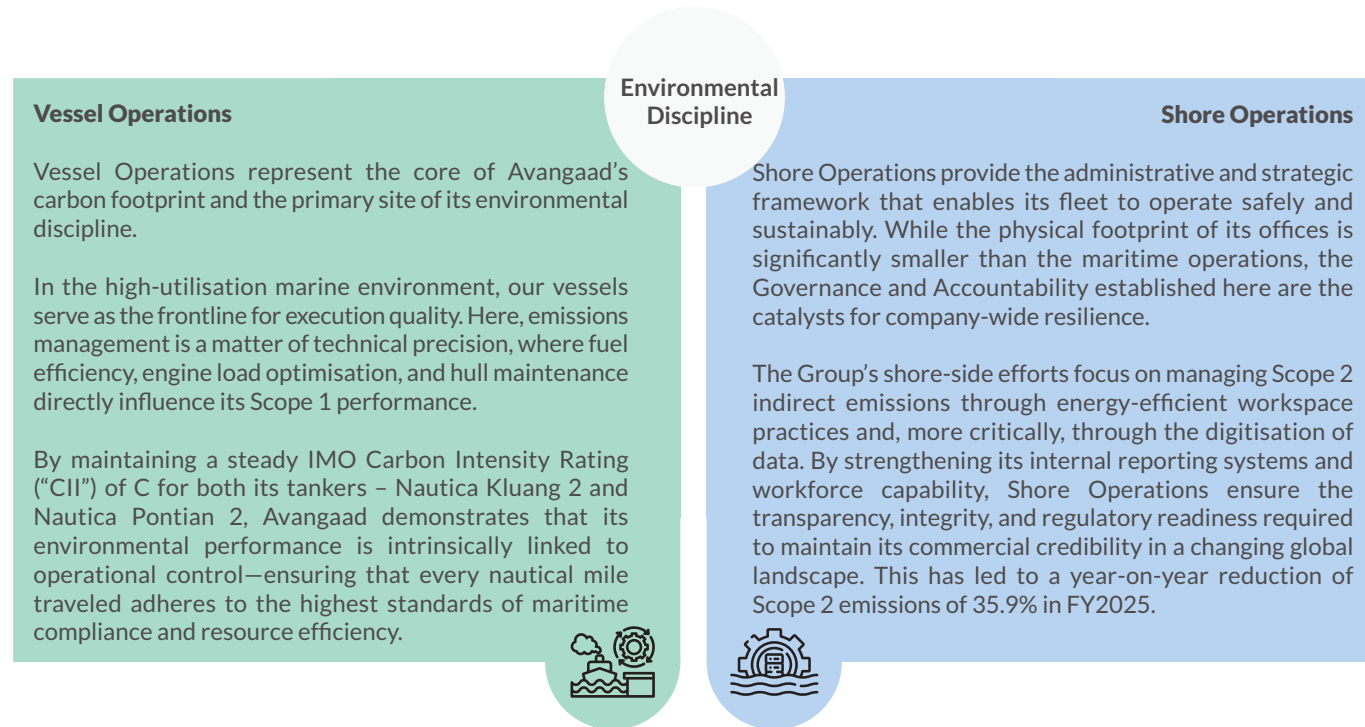 Environmental
Discipline
Vessel Operations
Vessel Operations represent the core of Avangaad’s
carbon footprint and the primary site of its environmental
discipline.
In the high-utilisation marine environment, our vessels
serve as the frontline for execution quality. Here, emissions
management is a matter of technical precision, where fuel
efficiency, engine load optimisation, and hull maintenance
directly influence its Scope 1 performance.
By maintaining a steady IMO Carbon Intensity Rating
(“CII”) of C for both its tankers – Nautica Kluang 2 and
Nautica Pontian 2, Avangaad demonstrates that its
environmental performance is intrinsically linked to
operational control—ensuring that every nautical mile
traveled adheres to the highest standards of maritime
compliance and resource efficiency.
Shore Operations
Shore Operations provide the administrative and strategic
framework that enables its fleet to operate safely and
sustainably. While the physical footprint of its offices is
significantly smaller than the maritime operations, the
Governance and Accountability established here are the
catalysts for company-wide resilience.
The Group’s shore-side efforts focus on managing Scope 2
indirect emissions through energy-efficient workspace
practices and, more critically, through the digitisation of
data. By strengthening its internal reporting systems and
workforce capability, Shore Operations ensure the
transparency, integrity, and regulatory readiness required
to maintain its commercial credibility in a changing global
landscape. This has led to a year-on-year reduction of
Scope 2 emissions of 35.9% in FY2025.